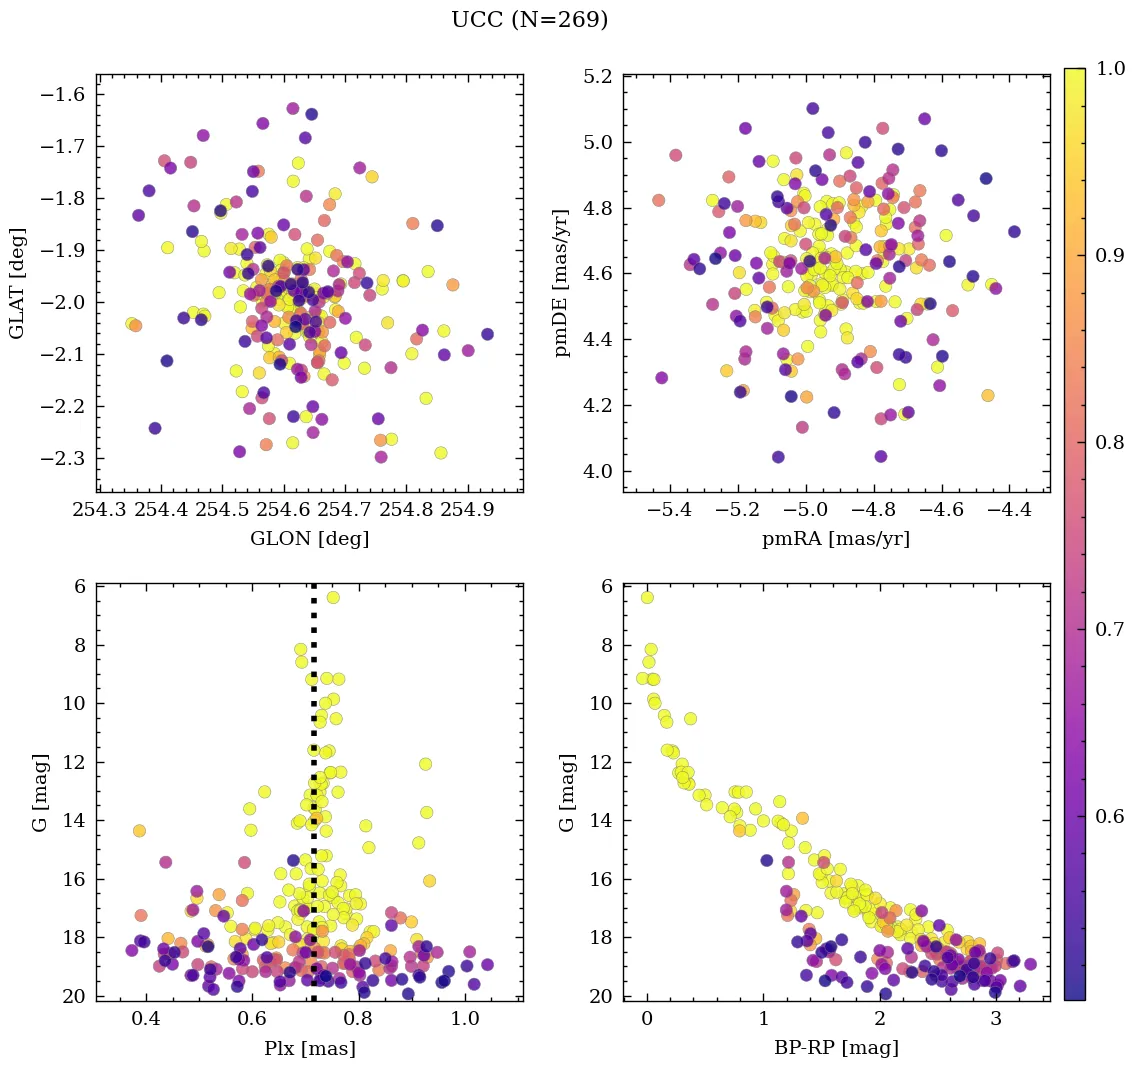 UCC (N=269)
−1.6
−1.7
−1.8
−1.9
−2.0
−2.1
−2.2
−2.3
GLAT [deg]
254.3 254.4 254.5 254.6 254.7 254.8 254.9
GLON [deg]
5.2
5.0
4.8
4.6
4.4
4.2
4.0
pmDE [mas/yr]
−5.4 −5.2 −5.0 −4.8 −4.6 −4.4
pmRA [mas/yr]
1.0
0.9
0.8
0.7
0.6
6
8
10
12
14
16
18
20
G [mag]
0.4 0.6 0.8 1.0
Plx [mas]
6
8
10
12
14
16
18
20
G [mag]
0 1 2 3
BP-RP [mag]